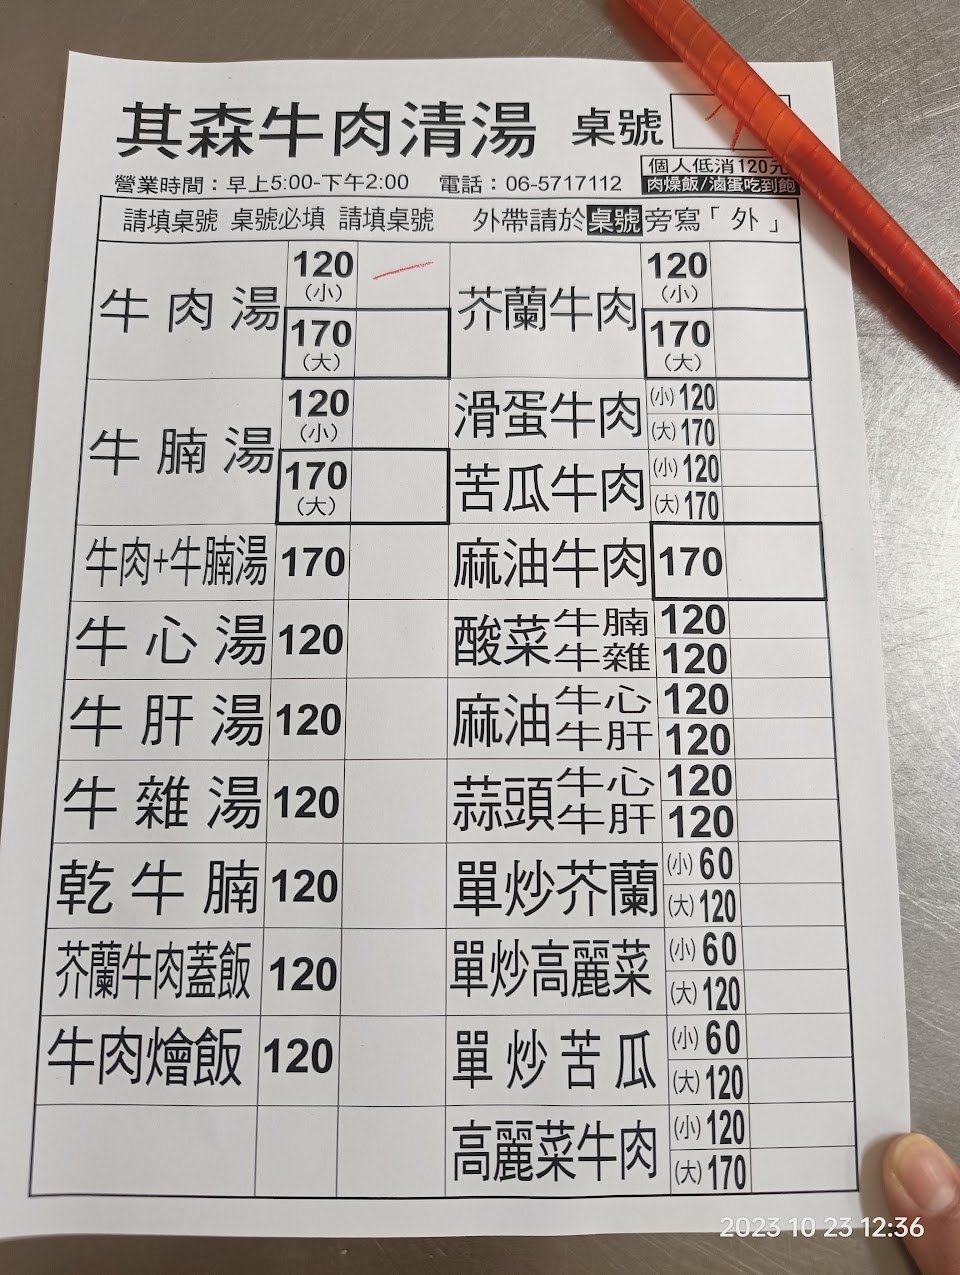 其森牛肉清湯 桌號
個人低消120元
營業時間：早上5:00-下午2:00 電話：06-5717112 肉燥飯/滷蛋吃到飽
請填桌號 桌號必填 請填桌號 外帶請於桌號旁寫「外」
牛肉湯 120 (小)
170 (大)
牛腩湯 120 (小)
170 (大)
牛肉+牛腩湯 170
牛心湯 120
牛肝湯 120
牛雜湯 120
乾牛腩 120
芥蘭牛肉蓋飯 120
牛肉燴飯 120
芥蘭牛肉 120 (小)
170 (大)
滑蛋牛肉 (小) 120
(大) 170
苦瓜牛肉 (小) 120
(大) 170
麻油牛肉 170
酸菜 牛腩 120
牛雜 120
麻油 牛心 120
牛肝 120
蒜頭 牛心 120
牛肝 120
單炒芥蘭 (小) 60
(大) 120
單炒高麗菜 (小) 60
(大) 120
單炒苦瓜 (小) 60
(大) 120
高麗菜牛肉 (小) 120
(大) 170
2023 10 23 12:36